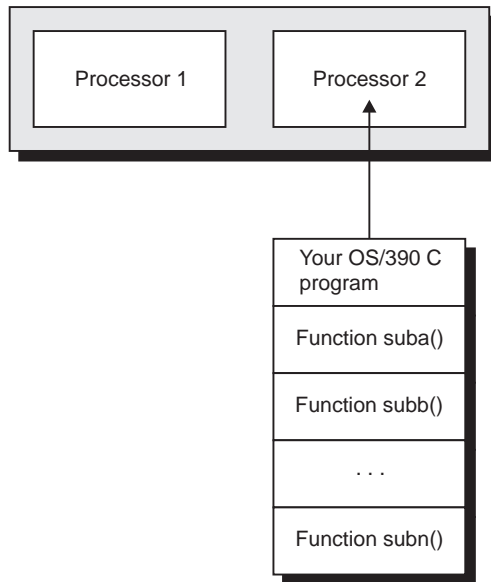 Processor 1
Processor 2
Your OS/390 C
program
Function suba()
Function subb()
. . .
Function subn()